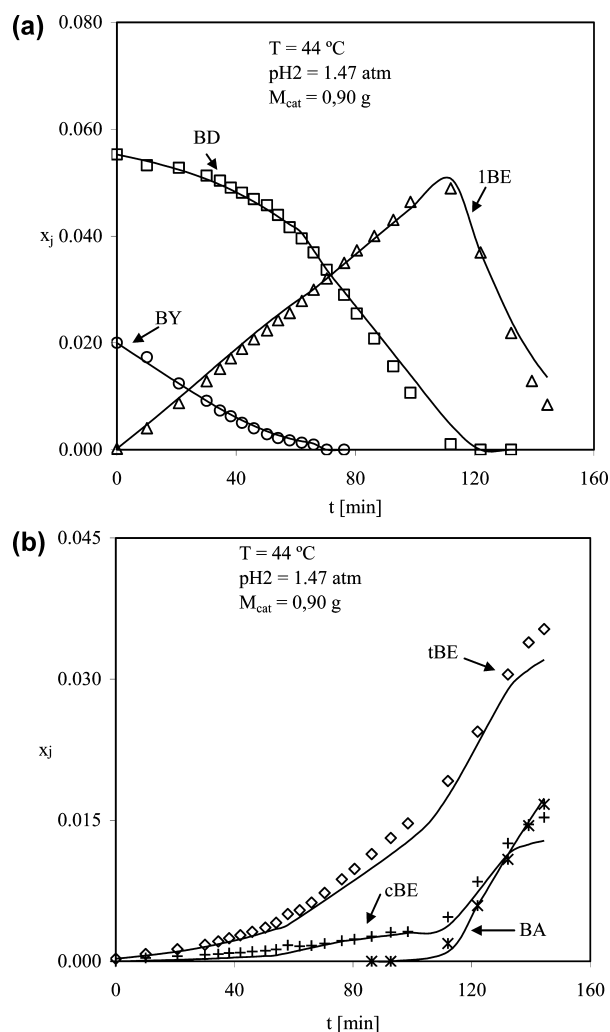 (a)
0.080
T = 44 ºC
pH2 = 1.47 atm
Mcat = 0,90 g
0.060
BD
1BE
xj
0.040
BY
0.020
0.000
0 40 80 120 160
t [min]
(b)
0.045
T = 44 ºC
pH2 = 1.47 atm
Mcat = 0,90 g
tBE
0.030
xj
0.015
cBE
BA
0.000
0 40 80 120 160
t [min]